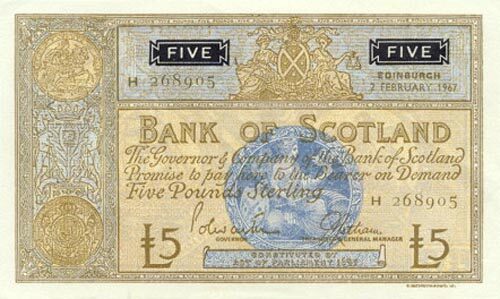 FIVE FIVE
H 268905
EDINBURGH
2 FEBRUARY 1967
BANK OF SCOTLAND
The Governor & Company of the Bank of Scotland
Promise to pay here to the Bearer on Demand
Five Pounds Sterling
H 268905
GOVERNOR GENERAL MANAGER
£5 £5
CONSTITUTED BY
ACT OF PARLIAMENT 1695